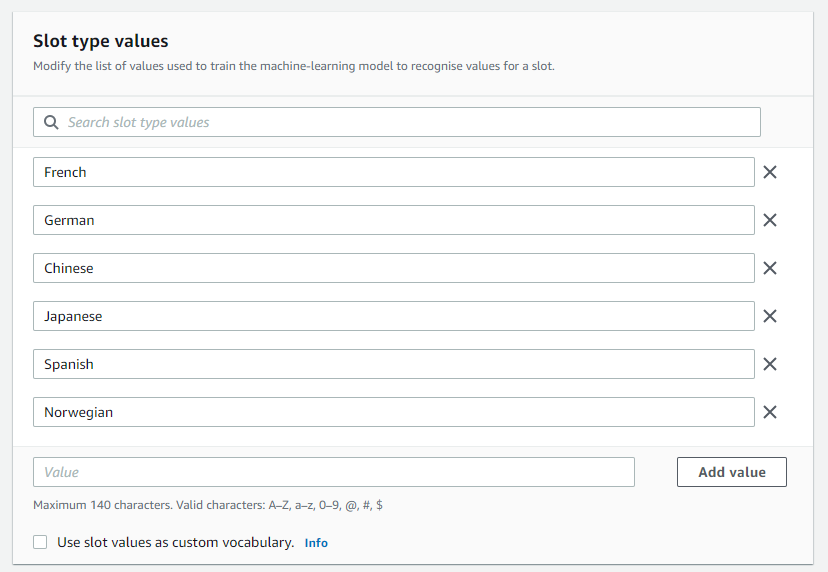 Slot type values
Modify the list of values used to train the machine-learning model to recognise values for a slot.
Search slot type values
French
German
Chinese
Japanese
Spanish
Norwegian
Value
Add value
Maximum 140 characters. Valid characters: A–Z, a–z, 0–9, @, #, $
Use slot values as custom vocabulary. Info